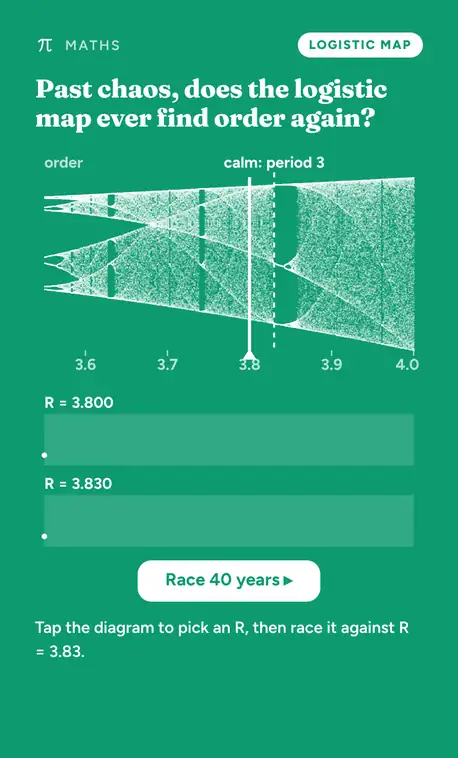 π MATHS
LOGISTIC MAP
Past chaos, does the logistic
map ever find order again?
order
calm: period 3
3.6 3.7 3.8 3.9 4.0
R = 3.800
R = 3.830
Race 40 years ▸
Tap the diagram to pick an R, then race it against R
= 3.83.